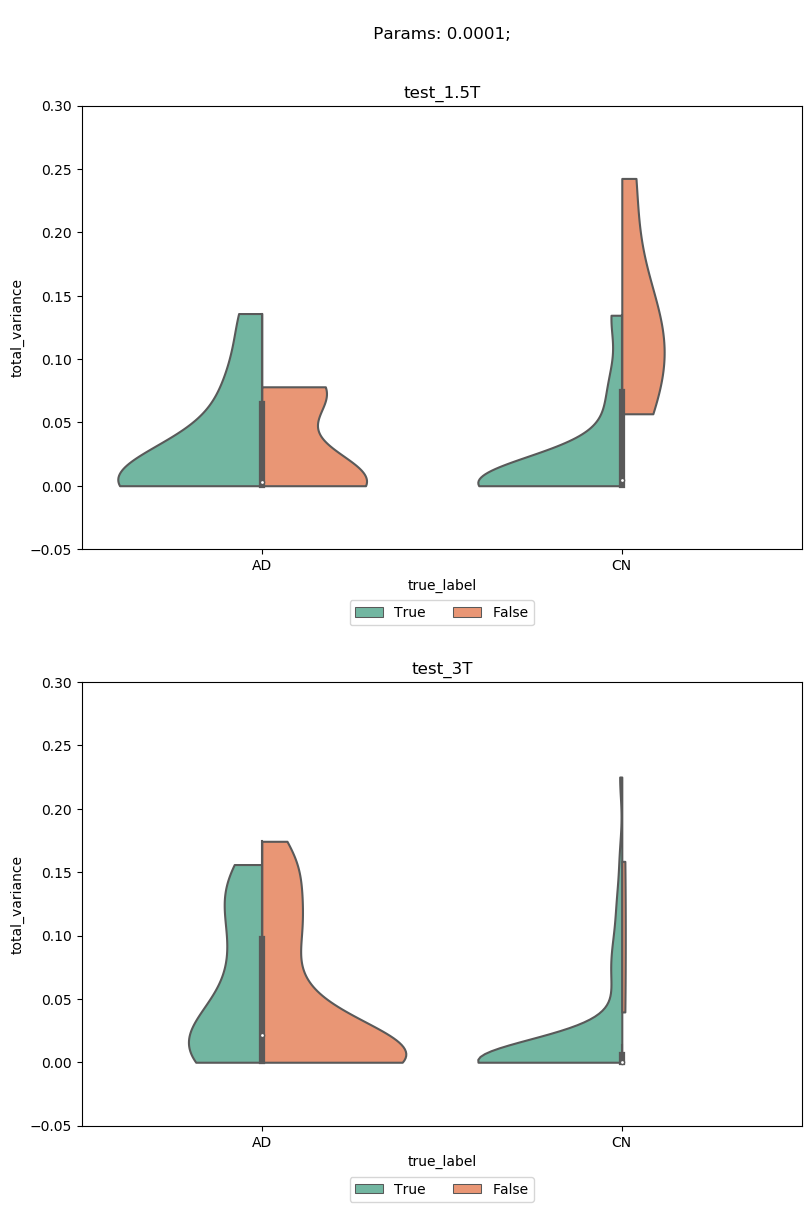 Params: 0.0001;
test_1.5T
0.30
0.25
0.20
0.15
0.10
0.05
0.00
−0.05
total_variance
AD CN
true_label
True False
test_3T
0.30
0.25
0.20
0.15
0.10
0.05
0.00
−0.05
total_variance
AD CN
true_label
True False